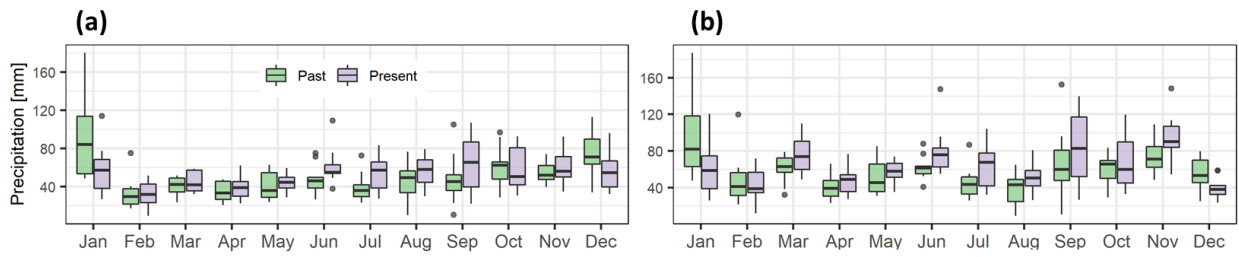 (a) (b)
Precipitation [mm]
160 160
Past Present
120 120
80 80
40 40
Jan Feb Mar Apr May Jun Jul Aug Sep Oct Nov Dec Jan Feb Mar Apr May Jun Jul Aug Sep Oct Nov Dec